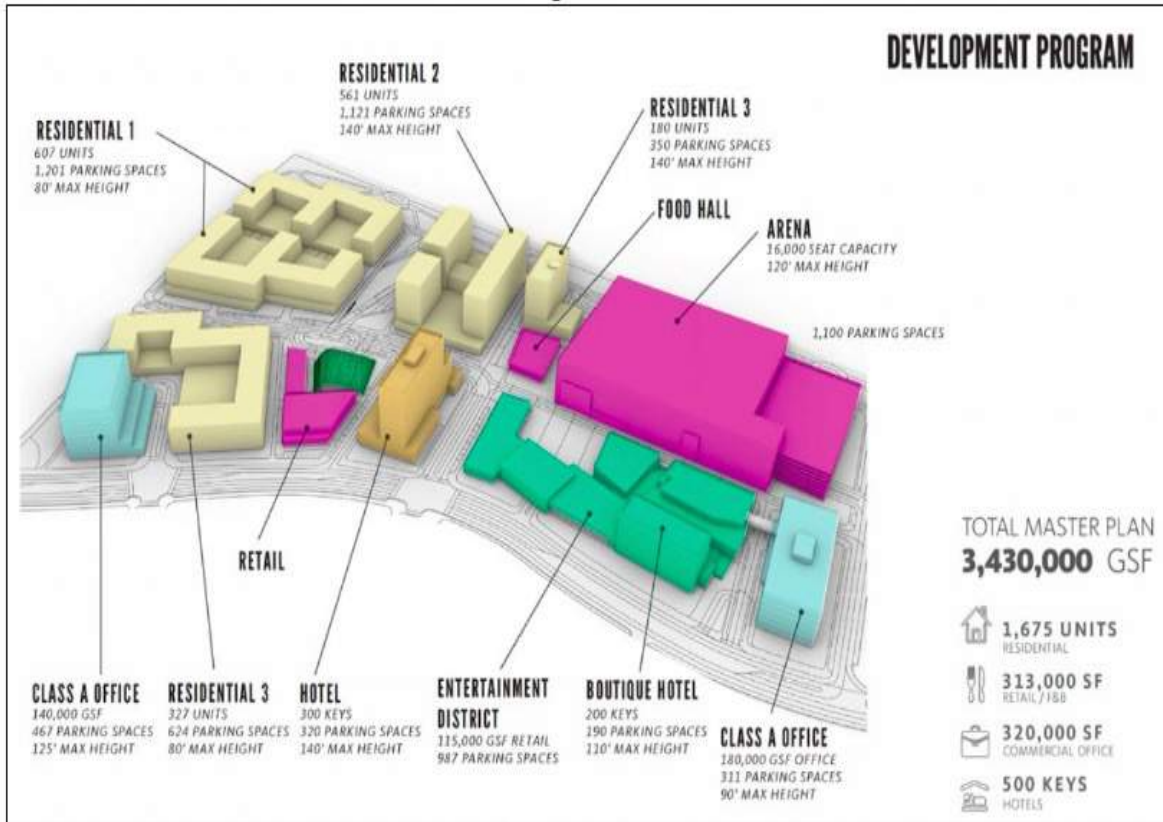 DEVELOPMENT PROGRAM
RESIDENTIAL 2
561 UNITS
1,121 PARKING SPACES
140' MAX HEIGHT
RESIDENTIAL 3
180 UNITS
350 PARKING SPACES
140' MAX HEIGHT
RESIDENTIAL 1
607 UNITS
1,201 PARKING SPACES
80' MAX HEIGHT
FOOD HALL
ARENA
16,000 SEAT CAPACITY
120' MAX HEIGHT
1,100 PARKING SPACES
RETAIL
CLASS A OFFICE
140,000 GSF
467 PARKING SPACES
125' MAX HEIGHT
RESIDENTIAL 3
327 UNITS
624 PARKING SPACES
80' MAX HEIGHT
HOTEL
300 KEYS
320 PARKING SPACES
140' MAX HEIGHT
ENTERTAINMENT
DISTRICT
115,000 GSF RETAIL
987 PARKING SPACES
BOUTIQUE HOTEL
200 KEYS
190 PARKING SPACES
110' MAX HEIGHT
CLASS A OFFICE
180,000 GSF OFFICE
311 PARKING SPACES
90' MAX HEIGHT
TOTAL MASTER PLAN
3,430,000 GSF
1,675 UNITS
RESIDENTIAL
313,000 SF
RETAIL / F&B
320,000 SF
COMMERCIAL OFFICE
500 KEYS
HOTELS